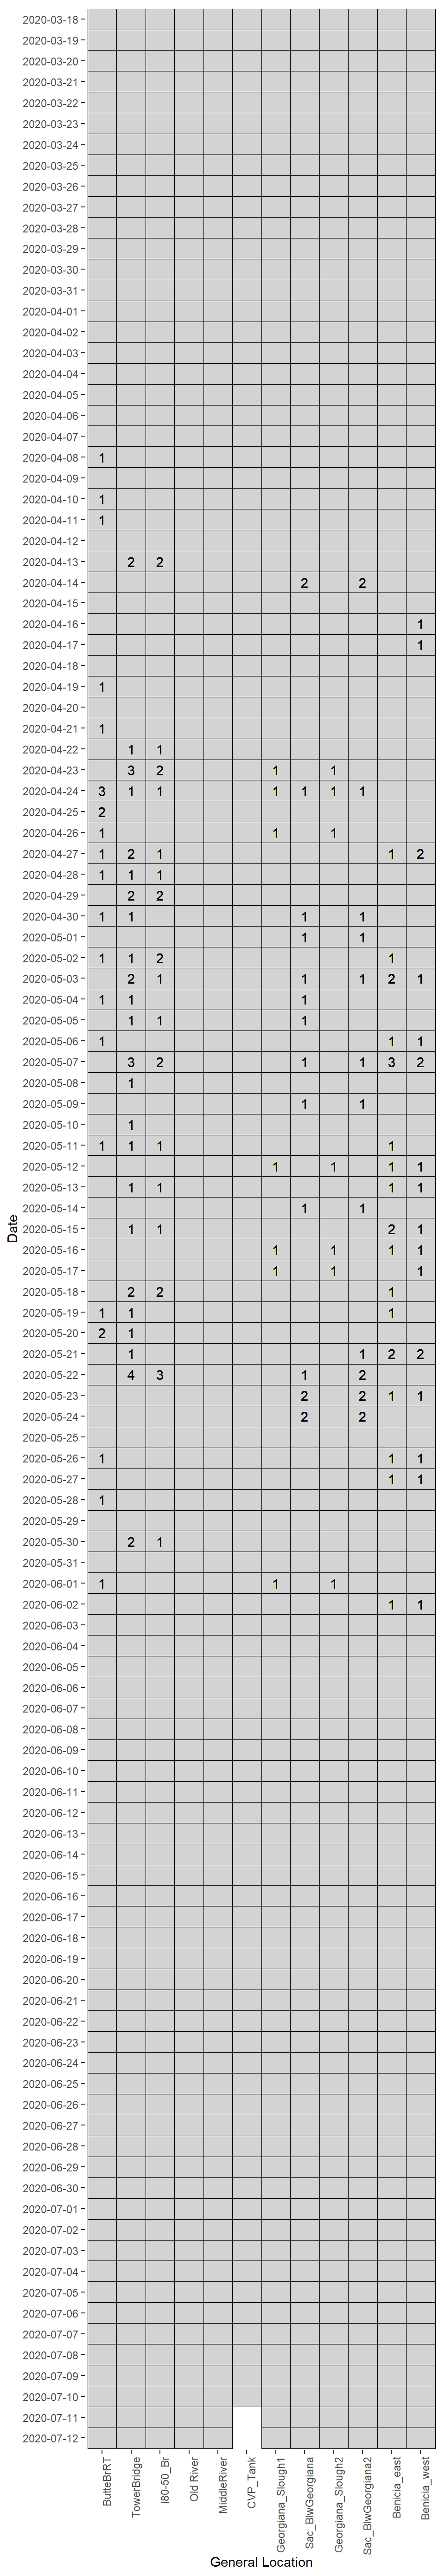 2020-03-18
2020-03-19
2020-03-20
2020-03-21
2020-03-22
2020-03-23
2020-03-24
2020-03-25
2020-03-26
2020-03-27
2020-03-28
2020-03-29
2020-03-30
2020-03-31
2020-04-01
2020-04-02
2020-04-03
2020-04-04
2020-04-05
2020-04-06
2020-04-07
2020-04-08 1
2020-04-09
2020-04-10 1
2020-04-11 1
2020-04-12
2020-04-13 2 2
2020-04-14 2 2
2020-04-15
2020-04-16 1
2020-04-17 1
2020-04-18
2020-04-19 1
2020-04-20
2020-04-21 1
2020-04-22 1 1
2020-04-23 3 2 1 1
2020-04-24 3 1 1 1 1 1 1
2020-04-25 2
2020-04-26 1 1 1
2020-04-27 1 2 1 1 2
2020-04-28 1 1 1
2020-04-29 2 2
2020-04-30 1 1 1 1
2020-05-01 1 1
2020-05-02 1 1 2 1
2020-05-03 2 1 1 1 2 1
2020-05-04 1 1 1
2020-05-05 1 1 1
2020-05-06 1 1 1
2020-05-07 3 2 1 1 3 2
2020-05-08 1
2020-05-09 1 1
2020-05-10 1
2020-05-11 1 1 1 1
2020-05-12 1 1 1 1
2020-05-13 1 1 1 1
2020-05-14 1 1
2020-05-15 1 1 2 1
2020-05-16 1 1 1 1
2020-05-17 1 1 1
2020-05-18 2 2 1
2020-05-19 1 1 1
2020-05-20 2 1
2020-05-21 1 1 2 2
2020-05-22 4 3 1 2
2020-05-23 2 2 1 1
2020-05-24 2 2
2020-05-25
2020-05-26 1 1 1
2020-05-27 1 1
2020-05-28 1
2020-05-29
2020-05-30 2 1
2020-05-31
2020-06-01 1 1 1
2020-06-02 1 1
2020-06-03
2020-06-04
2020-06-05
2020-06-06
2020-06-07
2020-06-08
2020-06-09
2020-06-10
2020-06-11
2020-06-12
2020-06-13
2020-06-14
2020-06-15
2020-06-16
2020-06-17
2020-06-18
2020-06-19
2020-06-20
2020-06-21
2020-06-22
2020-06-23
2020-06-24
2020-06-25
2020-06-26
2020-06-27
2020-06-28
2020-06-29
2020-06-30
2020-07-01
2020-07-02
2020-07-03
2020-07-04
2020-07-05
2020-07-06
2020-07-07
2020-07-08
2020-07-09
2020-07-10
2020-07-11
2020-07-12
Date
ButteBrRT
TowerBridge
I80-50_Br
Old River
MiddleRiver
CVP_Tank
Georgiana_Slough1
Sac_BlwGeorgiana
Georgiana_Slough2
Sac_BlwGeorgiana2
Benicia_east
Benicia_west
General Location